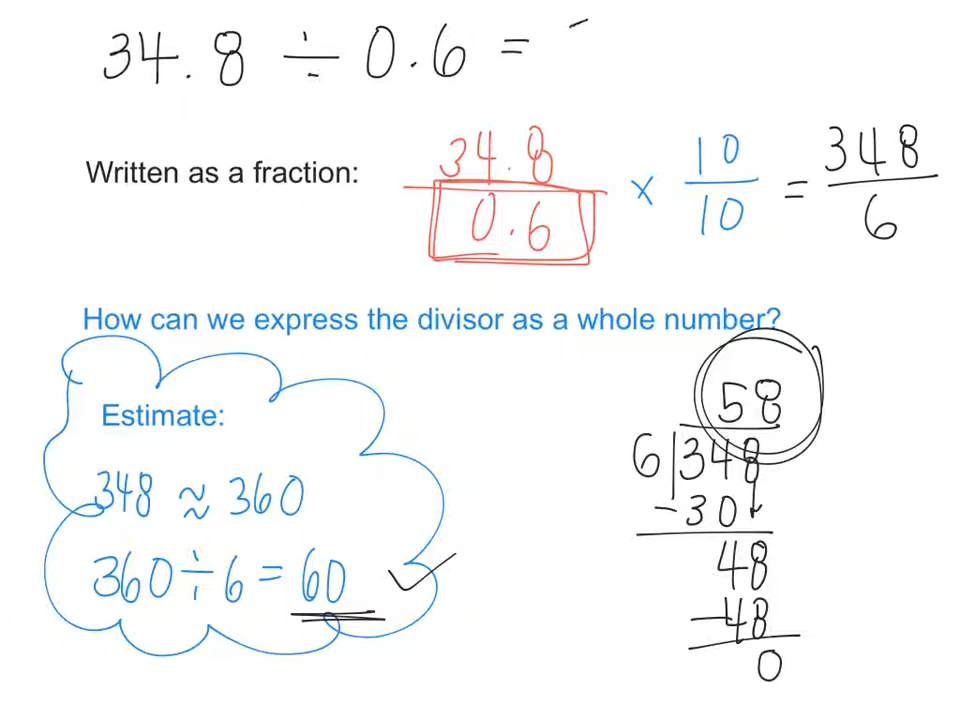 34.8 ÷ 0.6 =
Written as a fraction:
34.8
0.6
×
10
10
=
348
6
How can we express the divisor as a whole number?
Estimate:
348 ≈ 360
360 ÷ 6 = 60 ✓
58
6 348
-30
48
-48
0